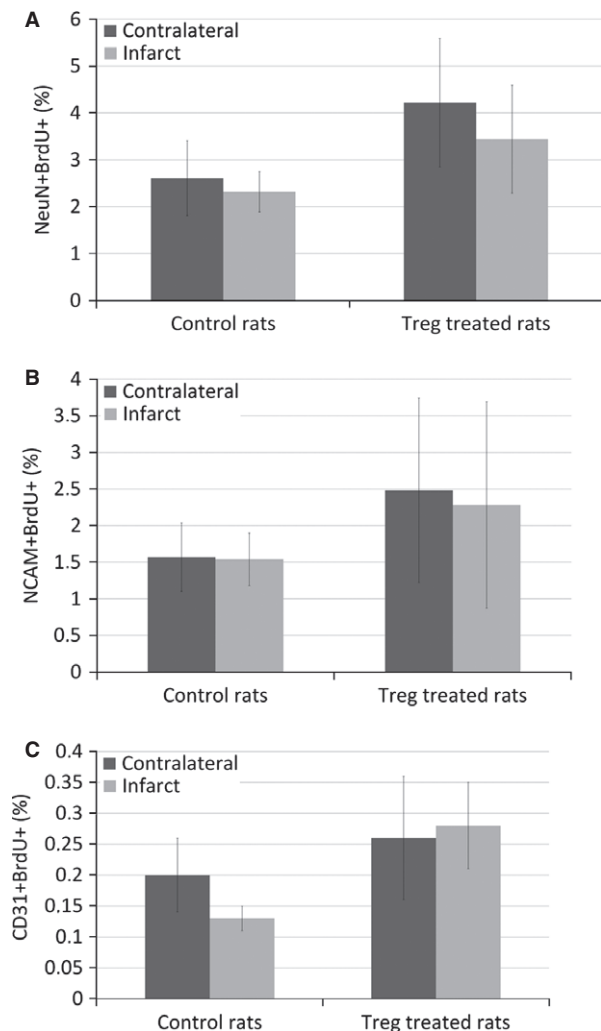 A
Contralateral
Infarct
NeuN+BrdU+ (%)
6
5
4
3
2
1
0
Control rats Treg treated rats
B
Contralateral
Infarct
NCAM+BrdU+ (%)
4
3.5
3
2.5
2
1.5
1
0.5
0
Control rats Treg treated rats
C
Contralateral
Infarct
CD31+BrdU+ (%)
0.4
0.35
0.3
0.25
0.2
0.15
0.1
0.05
0
Control rats Treg treated rats